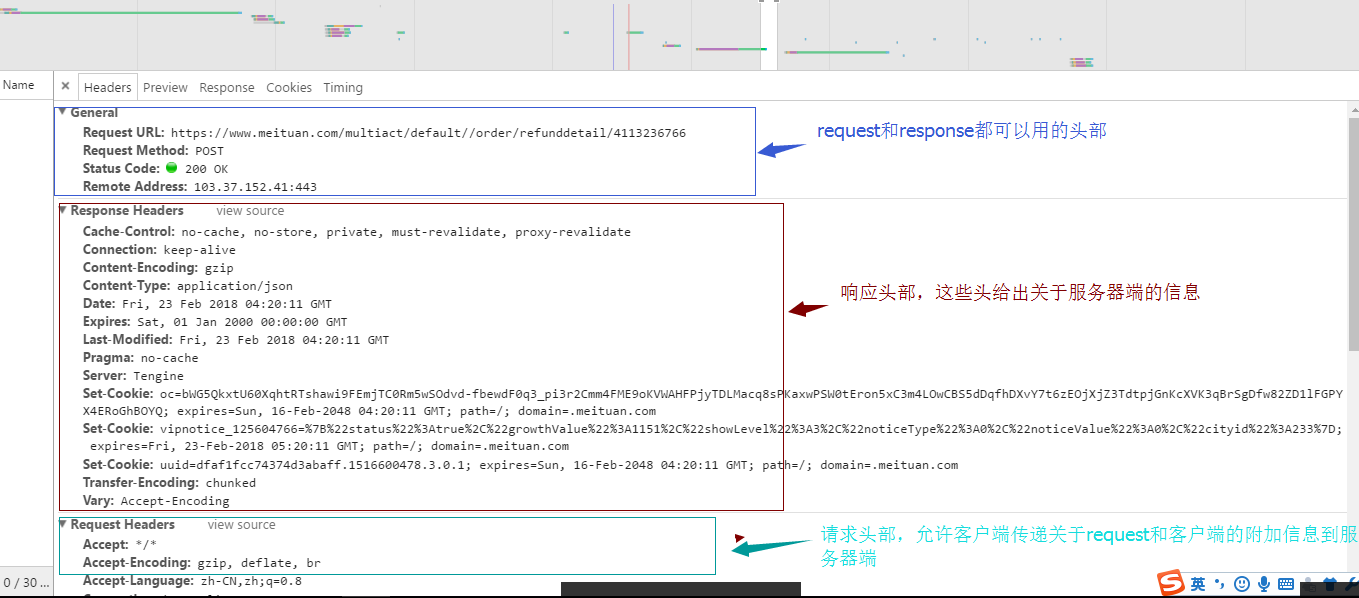 Name
× Headers Preview Response Cookies Timing
General
Request URL: https://www.meituan.com/multiact/default//order/refunddetail/4113236766
Request Method: POST
Status Code: 200 OK
Remote Address: 103.37.152.41:443
request和response都可以用的头部
Response Headers view source
Cache-Control: no-cache, no-store, private, must-revalidate, proxy-revalidate
Connection: keep-alive
Content-Encoding: gzip
Content-Type: application/json
Date: Fri, 23 Feb 2018 04:20:11 GMT
Expires: Sat, 01 Jan 2000 00:00:00 GMT
Last-Modified: Fri, 23 Feb 2018 04:20:11 GMT
Pragma: no-cache
Server: Tengine
响应头部，这些头给出关于服务器端的信息
Set-Cookie: oc=bWG5QkxtU60XqhtRTshawi9FEmjTC0Rm5wSOdvd-fbewdF0q3_pi3r2Cmm4FME9oKVWAHFPjyTDLMacq8sPKaxwPSW0tEron5xC3m4LOwCBS5dDqfhDXvY7t6zEOjXjZ3TdtpjGnKcXVK3qBrSgDfw82ZD1lFGPY
X4ERoGhBOYQ; expires=Sun, 16-Feb-2048 04:20:11 GMT; path=/; domain=.meituan.com
Set-Cookie: vipnotice_125604766=%7B%22status%22%3Atrue%2C%22growthValue%22%3A1151%2C%22showLevel%22%3A3%2C%22noticeType%22%3A0%2C%22noticeValue%22%3A0%2C%22cityid%22%3A233%7D;
expires=Fri, 23-Feb-2018 05:20:11 GMT; path=/; domain=.meituan.com
Set-Cookie: uuid=dfaf1fcc74374d3abaff.1516600478.3.0.1; expires=Sun, 16-Feb-2048 04:20:11 GMT; path=/; domain=.meituan.com
Transfer-Encoding: chunked
Vary: Accept-Encoding
Request Headers view source
Accept: */*
Accept-Encoding: gzip, deflate, br
Accept-Language: zh-CN,zh;q=0.8
请求头部，允许客户端传递关于request和客户端的附加信息到服
务器端
0 / 30 ...
S 英